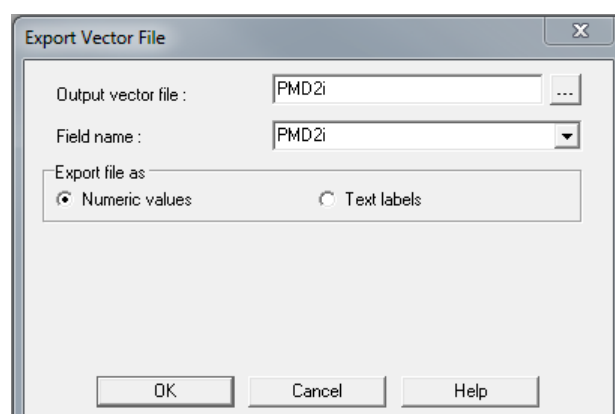 Export Vector File
Output vector file : PMD2i ...
Field name : PMD2i
Export file as
Numeric values Text labels
OK Cancel Help